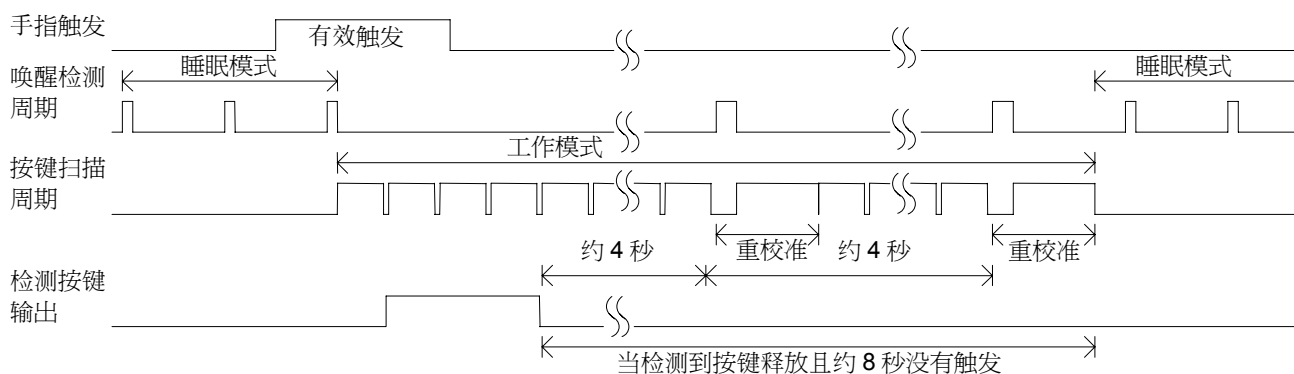 手指触发
有效触发
唤醒检测
周期
睡眠模式
睡眠模式
工作模式
按键扫描
周期
约 4 秒
重校准
约 4 秒
重校准
检测按键
输出
当检测到按键释放且约 8 秒没有触发